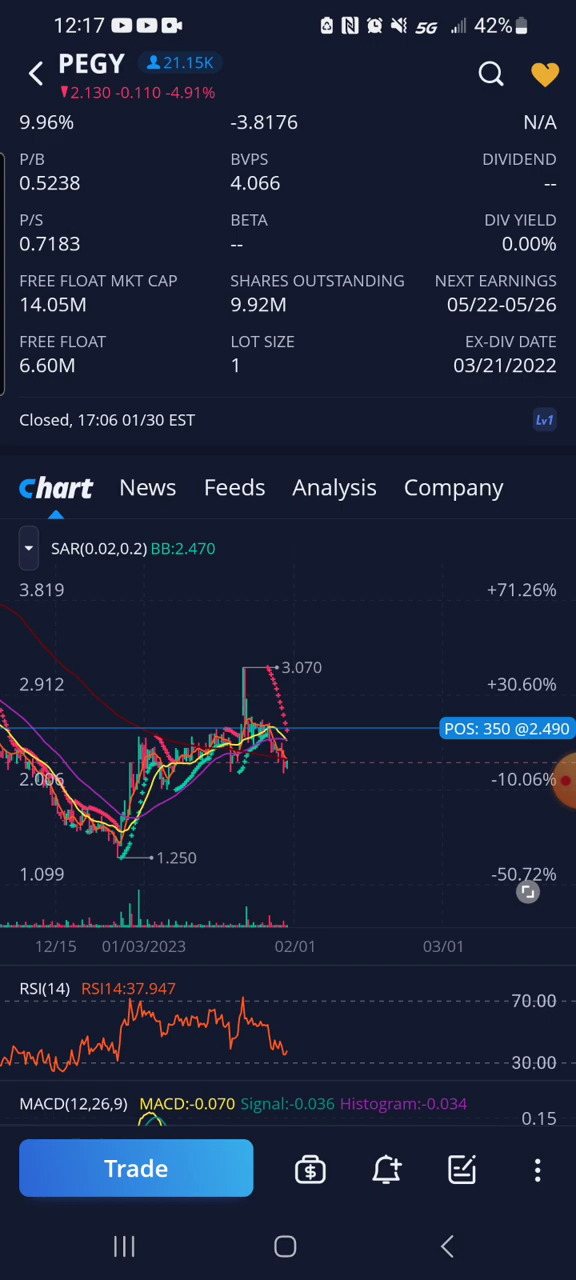 12:17 5G 42%
PEGY 21.15K
2.130 -0.110 -4.91%
9.96% -3.8176 N/A
P/B BVPS DIVIDEND
0.5238 4.066 --
P/S BETA DIV YIELD
0.7183 -- 0.00%
FREE FLOAT MKT CAP SHARES OUTSTANDING NEXT EARNINGS
14.05M 9.92M 05/22-05/26
FREE FLOAT LOT SIZE EX-DIV DATE
6.60M 1 03/21/2022
Closed, 17:06 01/30 EST Lv1
Chart News Feeds Analysis Company
SAR(0.02,0.2) BB:2.470
3.819 +71.26%
3.070
2.912 +30.60%
POS: 350 @2.490
2.006 -10.06%
1.250
1.099 -50.72%
12/15 01/03/2023 02/01 03/01
RSI(14) RSI14:37.947
70.00
30.00
MACD(12,26,9) MACD:-0.070 Signal:-0.036 Histogram:-0.034
0.15
Trade